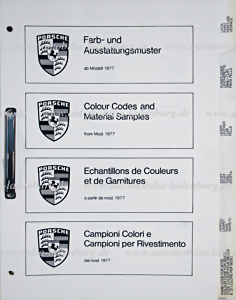 PORSCHE
Farb- und
Ausstattungsmuster
ab Modell 1977
PORSCHE
Colour Codes and
Material Samples
from Mod. 1977
PORSCHE
Echantillons de Couleurs
et de Garnitures
à partir de mod. 1977
PORSCHE
Campioni Colori e
Campioni per Rivestimento
dal mod. 1977